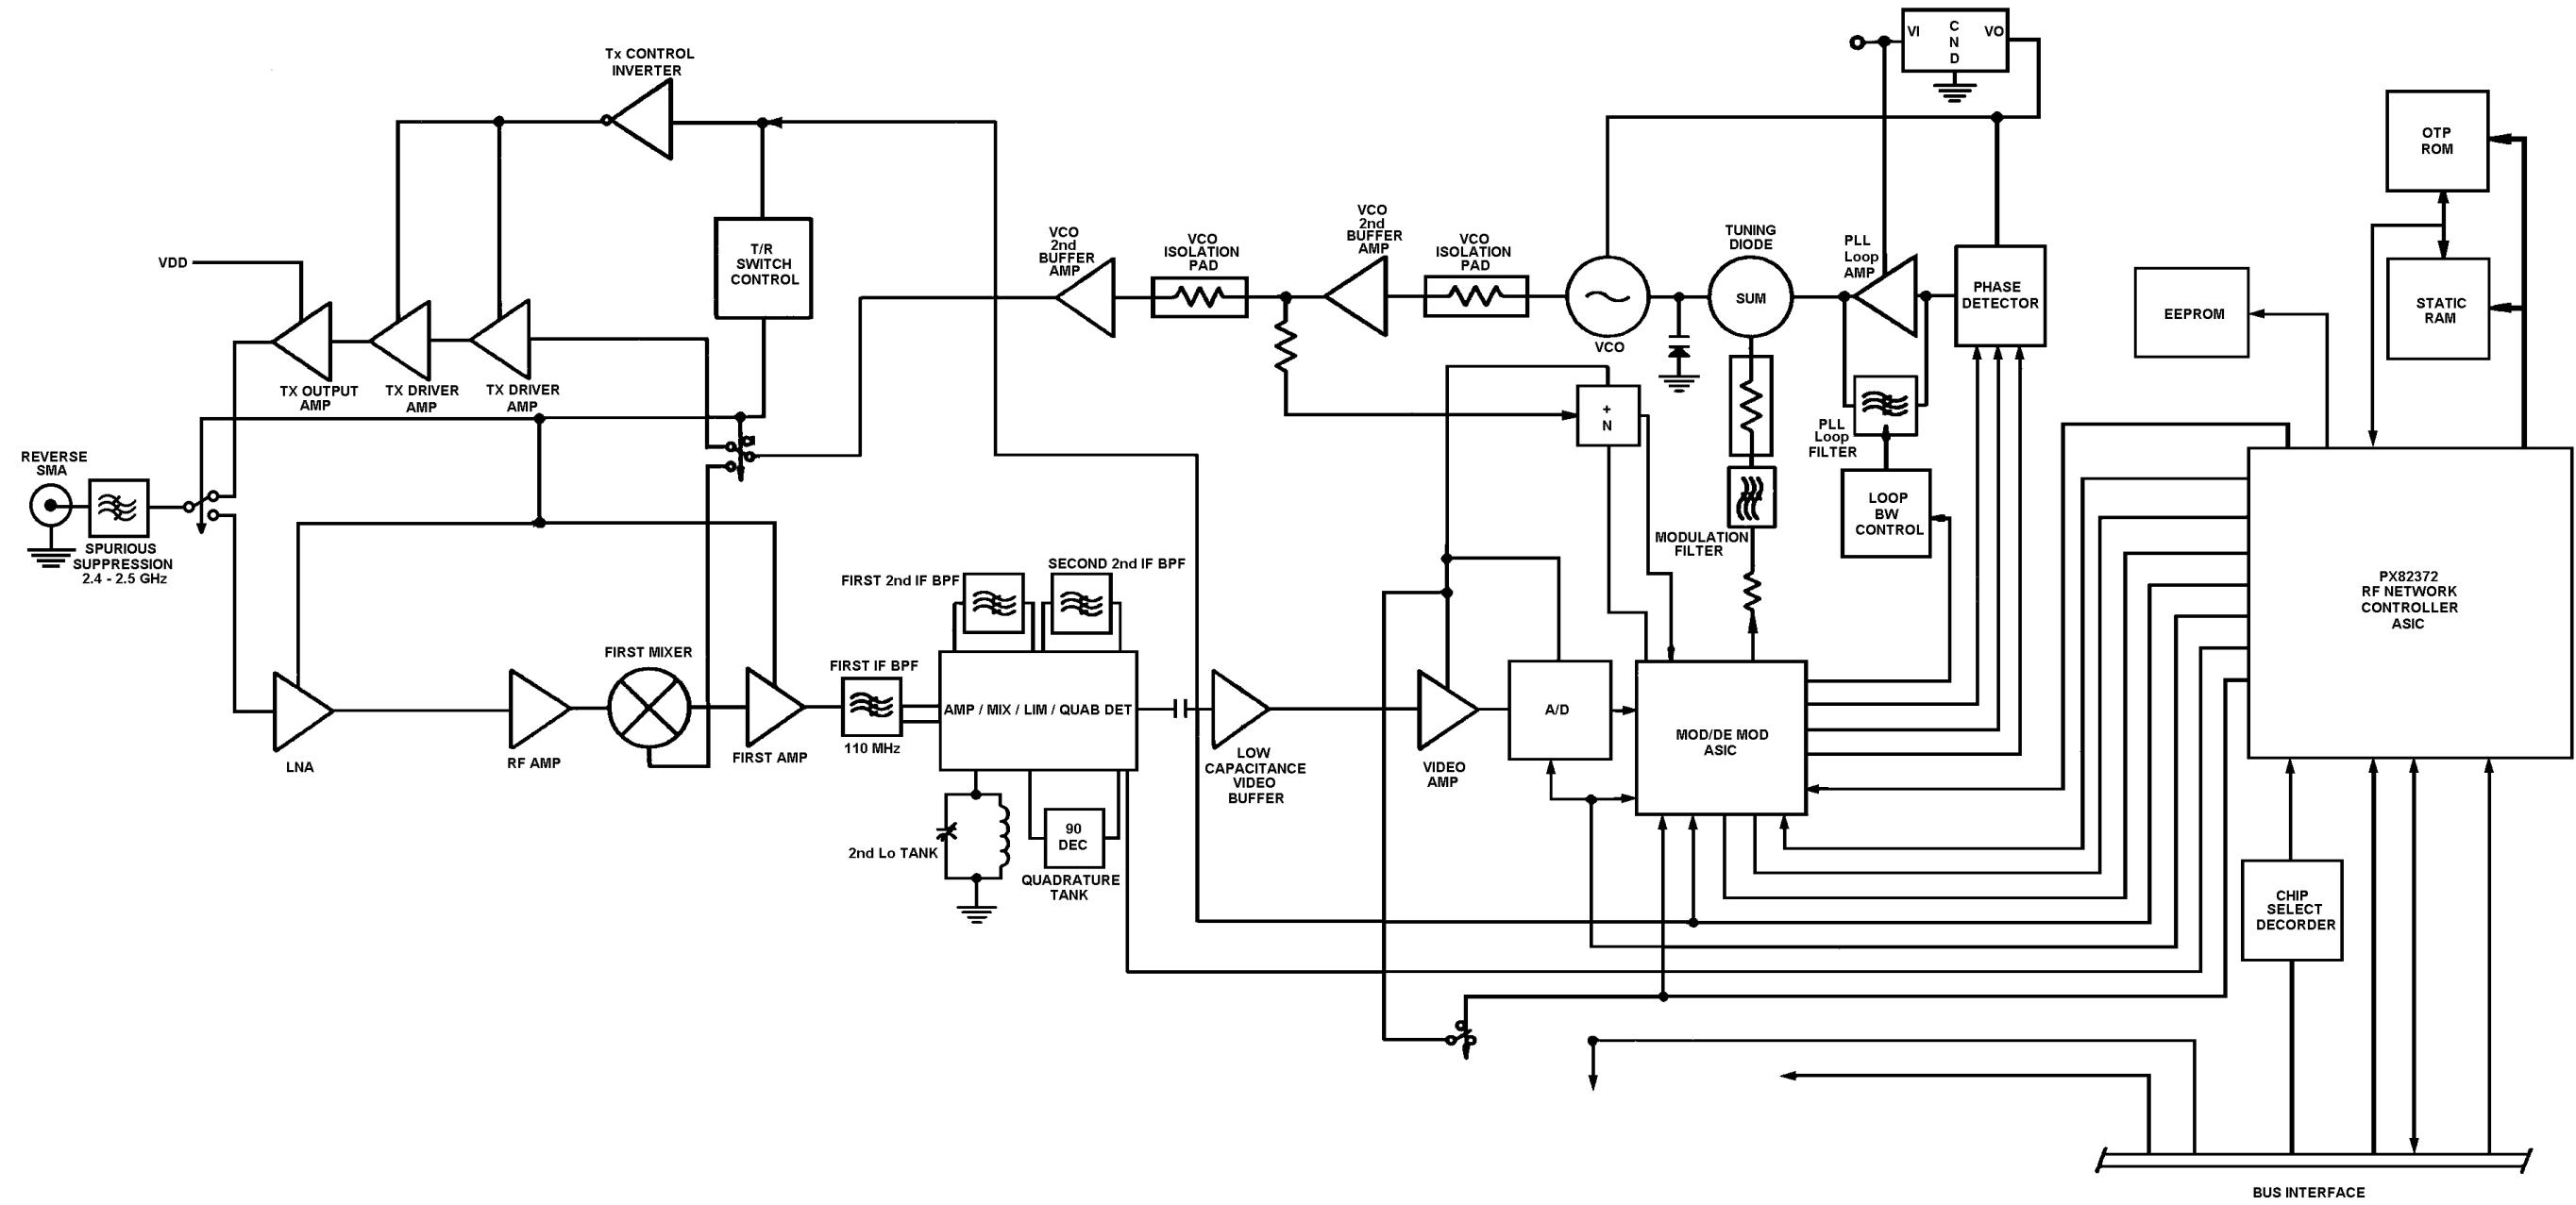 Tx CONTROL
INVERTER
VI
C
N
D
VO
OTP
ROM
VDD
T/R
SWITCH
CONTROL
VCO
2nd
BUFFER
AMP
VCO
ISOLATION
PAD
VCO
2nd
BUFFER
AMP
VCO
ISOLATION
PAD
VCO
TUNING
DIODE
SUM
PLL
Loop
AMP
PHASE
DETECTOR
EEPROM
STATIC
RAM
TX OUTPUT
AMP
TX DRIVER
AMP
TX DRIVER
AMP
+
N
PLL
Loop
FILTER
LOOP
BW
CONTROL
REVERSE
SMA
SPURIOUS
SUPPRESSION
2.4 - 2.5 GHz
MODULATION
FILTER
PX82372
RF NETWORK
CONTROLLER
ASIC
FIRST 2nd IF BPF
SECOND 2nd IF BPF
LNA
RF AMP
FIRST MIXER
FIRST AMP
FIRST IF BPF
110 MHz
AMP / MIX / LIM / QUAB DET
LOW
CAPACITANCE
VIDEO
BUFFER
VIDEO
AMP
A/D
MOD/DE MOD
ASIC
2nd Lo TANK
90
DEC
QUADRATURE
TANK
CHIP
SELECT
DECORDER
BUS INTERFACE